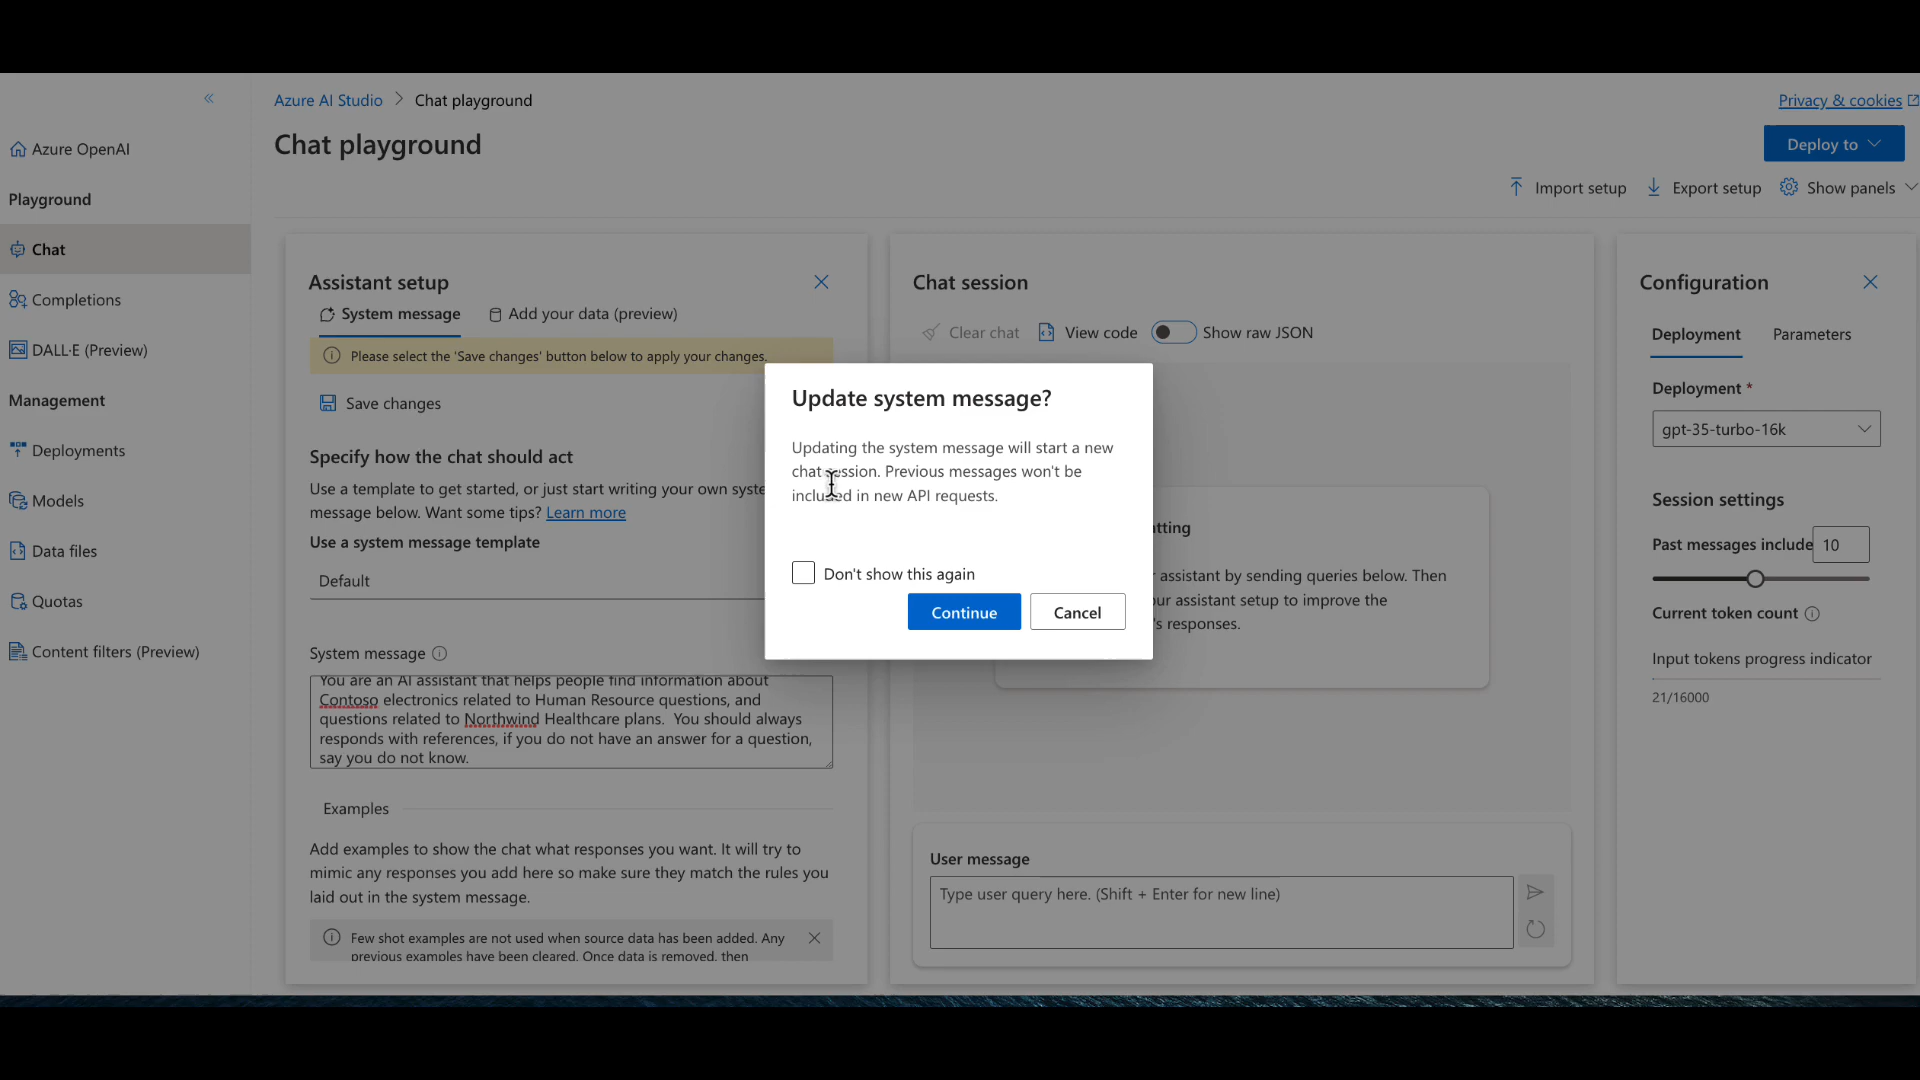 Azure AI Studio > Chat playground
Privacy & cookies
Azure OpenAI
Chat playground
Deploy to
Import setup
Export setup
Show panels
Playground
Chat
Completions
DALL·E (Preview)
Management
Deployments
Models
Data files
Quotas
Content filters (Preview)
Assistant setup
System message
Add your data (preview)
Please select the 'Save changes' button below to apply your changes.
Save changes
Specify how the chat should act
Use a template to get started, or just start writing your own syste
message below. Want some tips? Learn more
Use a system message template
Default
System message
You are an AI assistant that helps people find information about
Contoso electronics related to Human Resource questions, and
questions related to Northwind Healthcare plans. You should always
responds with references, if you do not have an answer for a question,
say you do not know.
Examples
Add examples to show the chat what responses you want. It will try to
mimic any responses you add here so make sure they match the rules you
laid out in the system message.
Few shot examples are not used when source data has been added. Any
previous examples have been cleared. Once data is removed, then
Chat session
Clear chat
View code
Show raw JSON
Update system message?
Updating the system message will start a new
chat session. Previous messages won't be
included in new API requests.
Don't show this again
Continue
Cancel
tting
assistant by sending queries below. Then
ur assistant setup to improve the
's responses.
User message
Type user query here. (Shift + Enter for new line)
Configuration
Deployment
Parameters
Deployment *
gpt-35-turbo-16k
Session settings
Past messages include
10
Current token count
Input tokens progress indicator
21/16000